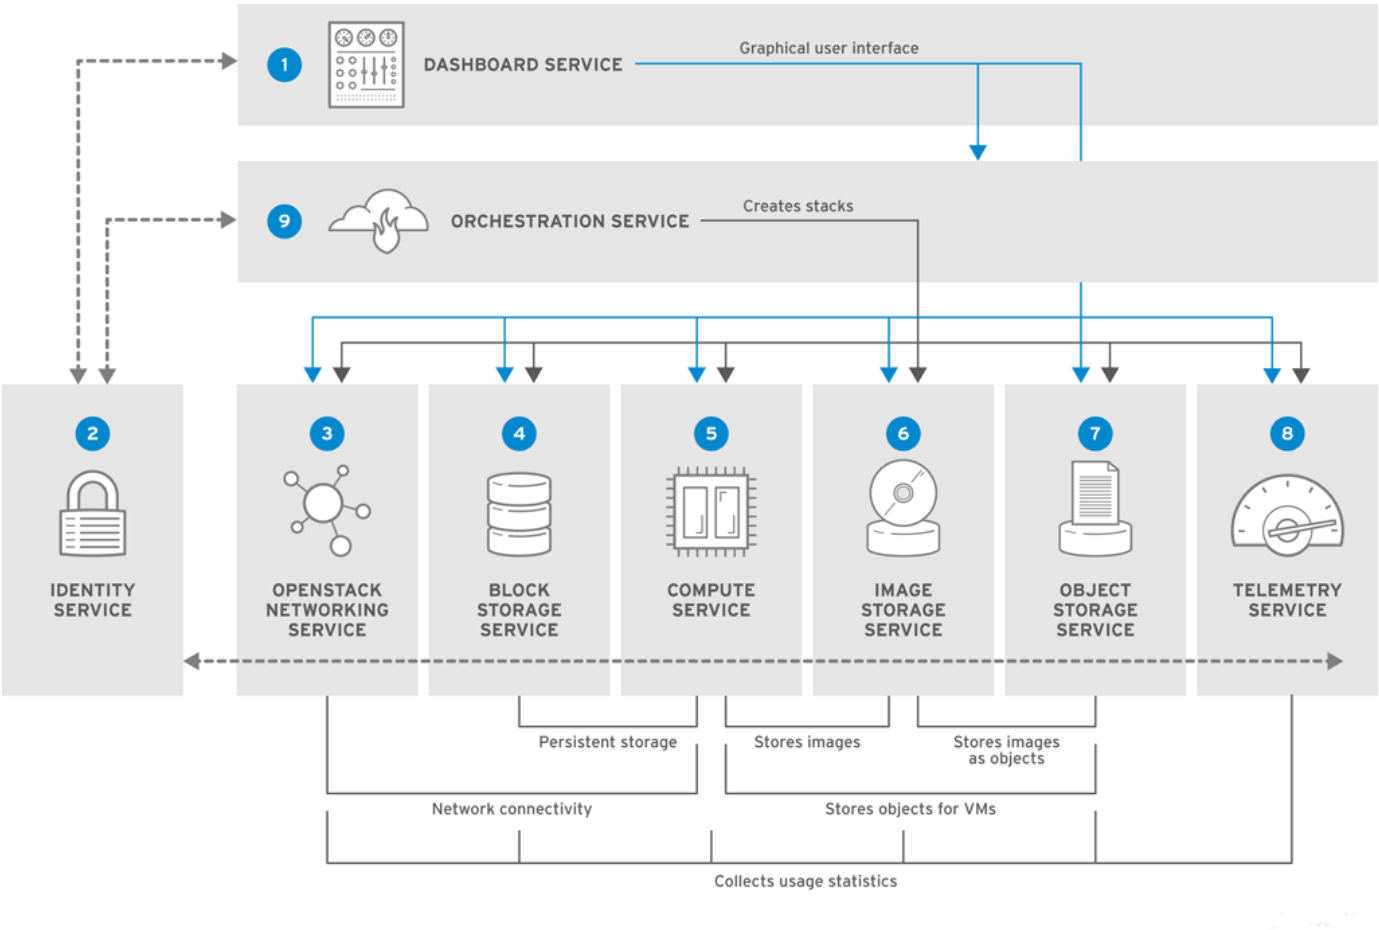 1
DASHBOARD SERVICE
Graphical user interface
9
ORCHESTRATION SERVICE
Creates stacks
2
IDENTITY
SERVICE
3
OPENSTACK
NETWORKING
SERVICE
4
BLOCK
STORAGE
SERVICE
5
COMPUTE
SERVICE
6
IMAGE
STORAGE
SERVICE
7
OBJECT
STORAGE
SERVICE
8
TELEMETRY
SERVICE
Persistent storage
Stores images
Stores images
as objects
Network connectivity
Stores objects for VMs
Collects usage statistics